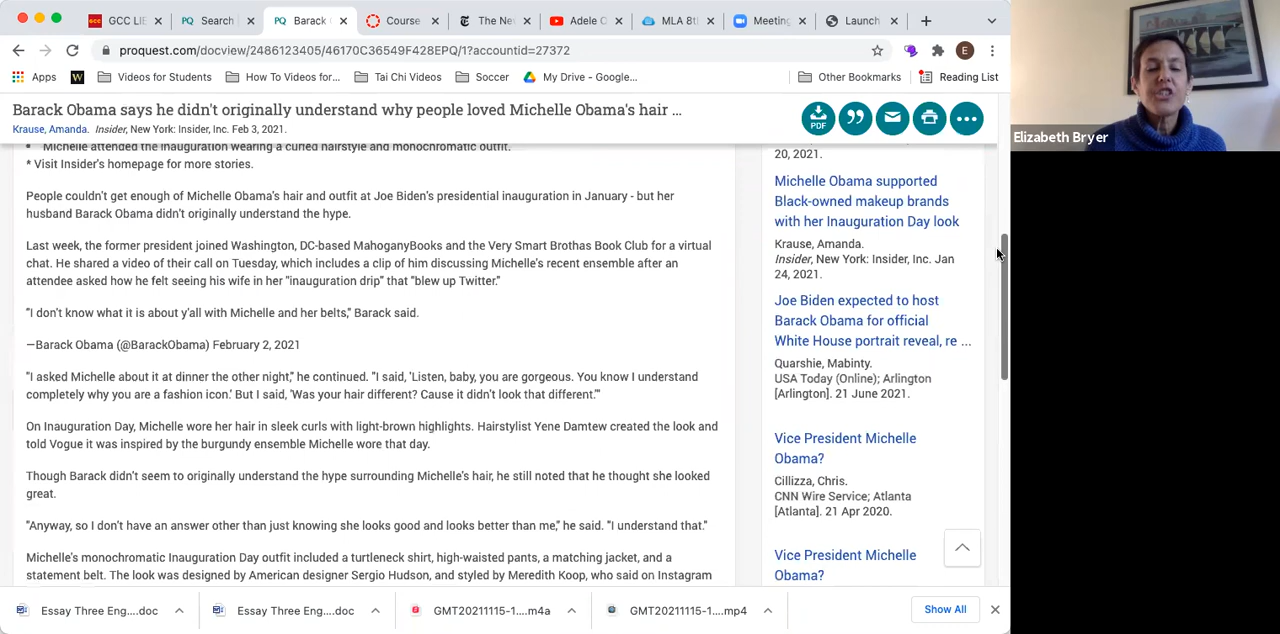 GCC LIE
Search
Barack
Course
The Ne
Adele C
MLA 8th
Meeting
Launch
proquest.com/docview/2486123405/46170C36549F428EPQ/1?accountid=27372
E
Apps
W
Videos for Students
How To Videos for...
Tai Chi Videos
Soccer
My Drive - Google...
Other Bookmarks
Reading List
Barack Obama says he didn't originally understand why people loved Michelle Obama's hair ...
Krause, Amanda. Insider, New York: Insider, Inc. Feb 3, 2021.
PDF
Elizabeth Bryer
Michelle attended the inauguration wearing a curled hairstyle and monochromatic outfit.
* Visit Insider's homepage for more stories.
People couldn't get enough of Michelle Obama's hair and outfit at Joe Biden's presidential inauguration in January - but her
husband Barack Obama didn't originally understand the hype.
Last week, the former president joined Washington, DC-based MahoganyBooks and the Very Smart Brothas Book Club for a virtual
chat. He shared a video of their call on Tuesday, which includes a clip of him discussing Michelle's recent ensemble after an
attendee asked how he felt seeing his wife in her "inauguration drip" that "blew up Twitter."
"I don't know what it is about y'all with Michelle and her belts," Barack said.
—Barack Obama (@BarackObama) February 2, 2021
"I asked Michelle about it at dinner the other night," he continued. "I said, 'Listen, baby, you are gorgeous. You know I understand
completely why you are a fashion icon.' But I said, 'Was your hair different? Cause it didn't look that different.'"
On Inauguration Day, Michelle wore her hair in sleek curls with light-brown highlights. Hairstylist Yene Damtew created the look and
told Vogue it was inspired by the burgundy ensemble Michelle wore that day.
Though Barack didn't seem to originally understand the hype surrounding Michelle's hair, he still noted that he thought she looked
great.
"Anyway, so I don't have an answer other than just knowing she looks good and looks better than me," he said. "I understand that."
Michelle's monochromatic Inauguration Day outfit included a turtleneck shirt, high-waisted pants, a matching jacket, and a
statement belt. The look was designed by American designer Sergio Hudson, and styled by Meredith Koop, who said on Instagram
20, 2021.
Michelle Obama supported
Black-owned makeup brands
with her Inauguration Day look
Krause, Amanda.
Insider, New York: Insider, Inc. Jan
24, 2021.
Joe Biden expected to host
Barack Obama for official
White House portrait reveal, re ...
Quarshie, Mabinty.
USA Today (Online); Arlington
[Arlington]. 21 June 2021.
Vice President Michelle
Obama?
Cillizza, Chris.
CNN Wire Service; Atlanta
[Atlanta]. 21 Apr 2020.
Vice President Michelle
Obama?
Essay Three Eng....doc
Essay Three Eng....doc
GMT20211115-1....m4a
GMT20211115-1....mp4
Show All